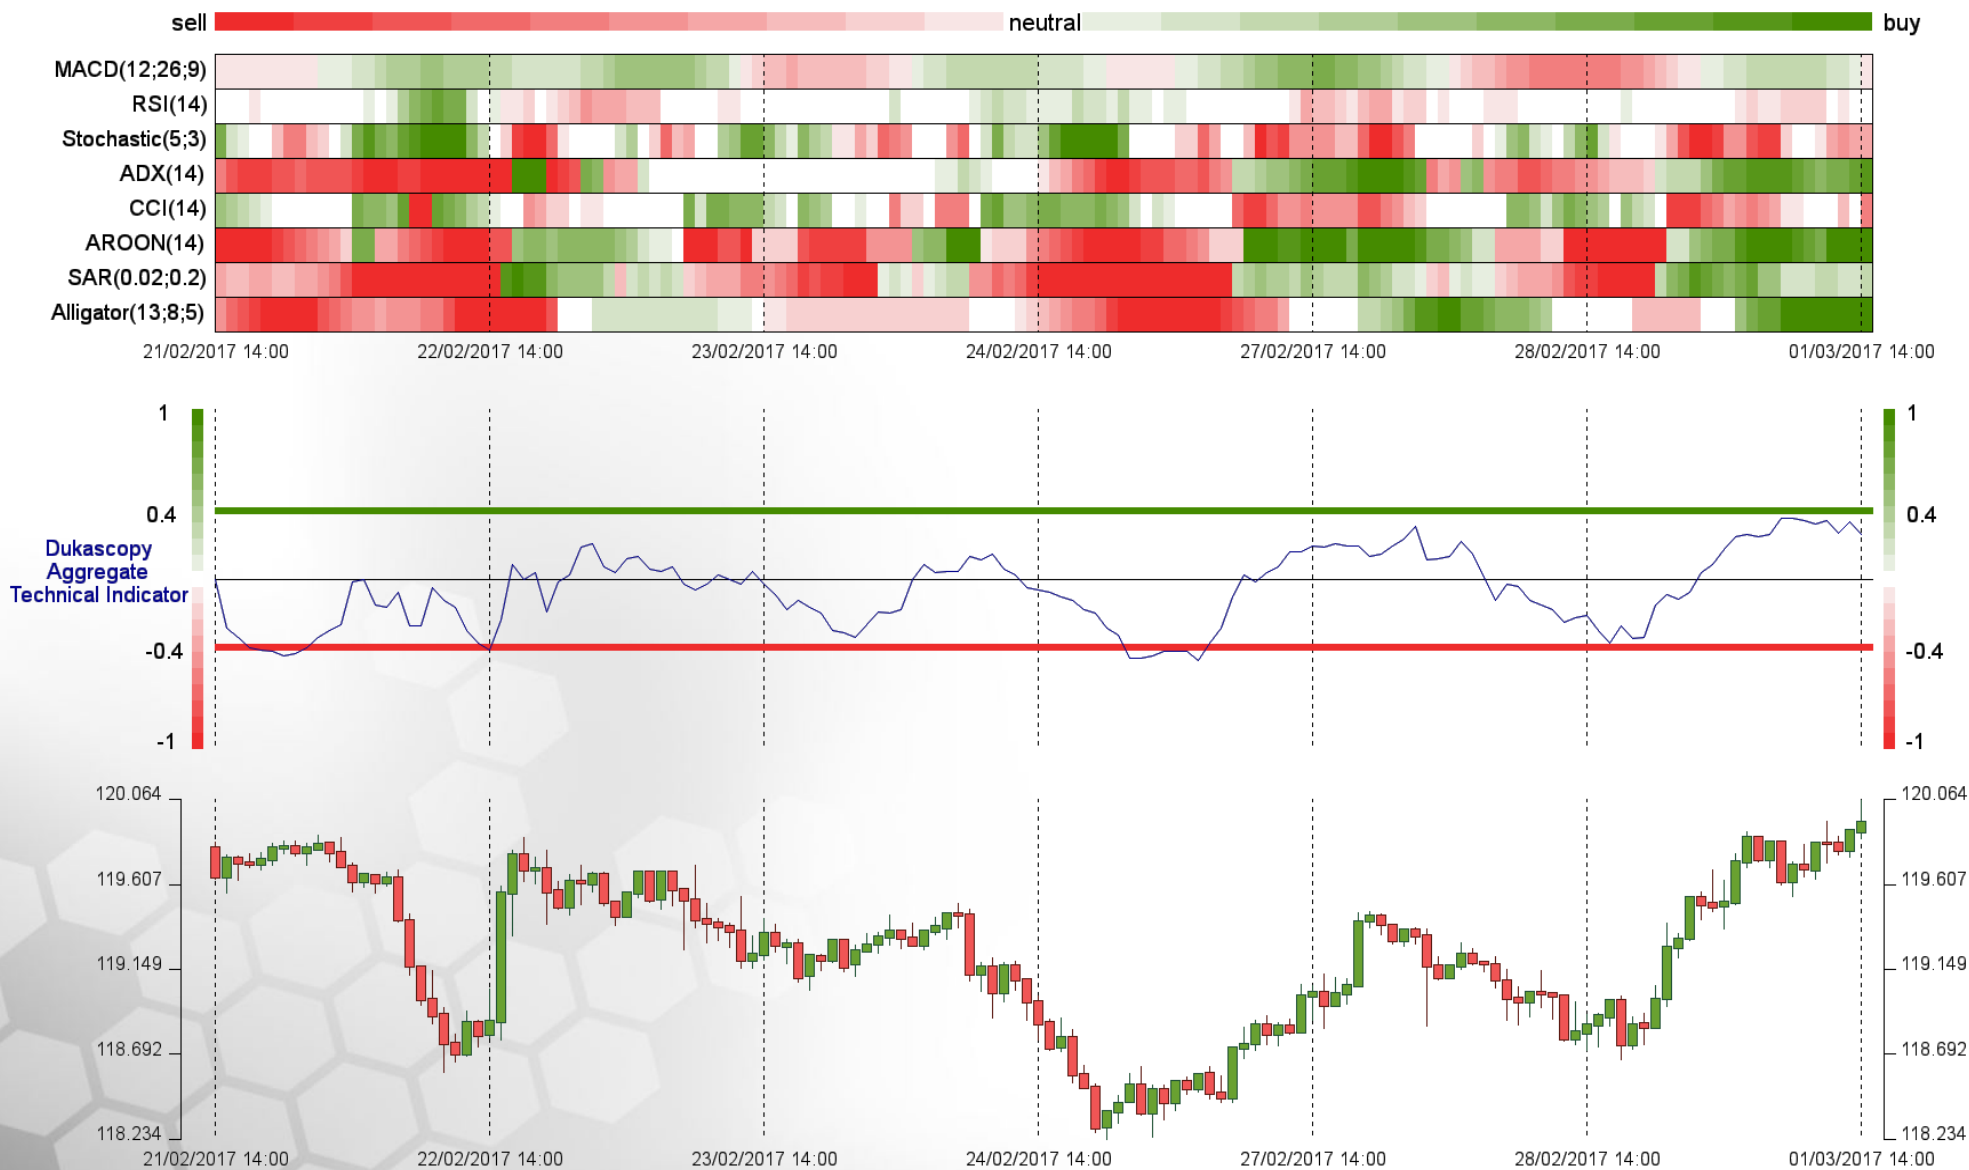 sell neutral buy
MACD(12;26;9)
RSI(14)
Stochastic(5;3)
ADX(14)
CCI(14)
AROON(14)
SAR(0.02;0.2)
Alligator(13;8;5)
21/02/2017 14:00 22/02/2017 14:00 23/02/2017 14:00 24/02/2017 14:00 27/02/2017 14:00 28/02/2017 14:00 01/03/2017 14:00
1 1
0.4 0.4
Dukascopy
Aggregate
Technical Indicator
-0.4 -0.4
-1 -1
120.064 120.064
119.607 119.607
119.149 119.149
118.692 118.692
118.234 118.234
21/02/2017 14:00 22/02/2017 14:00 23/02/2017 14:00 24/02/2017 14:00 27/02/2017 14:00 28/02/2017 14:00 01/03/2017 14:00